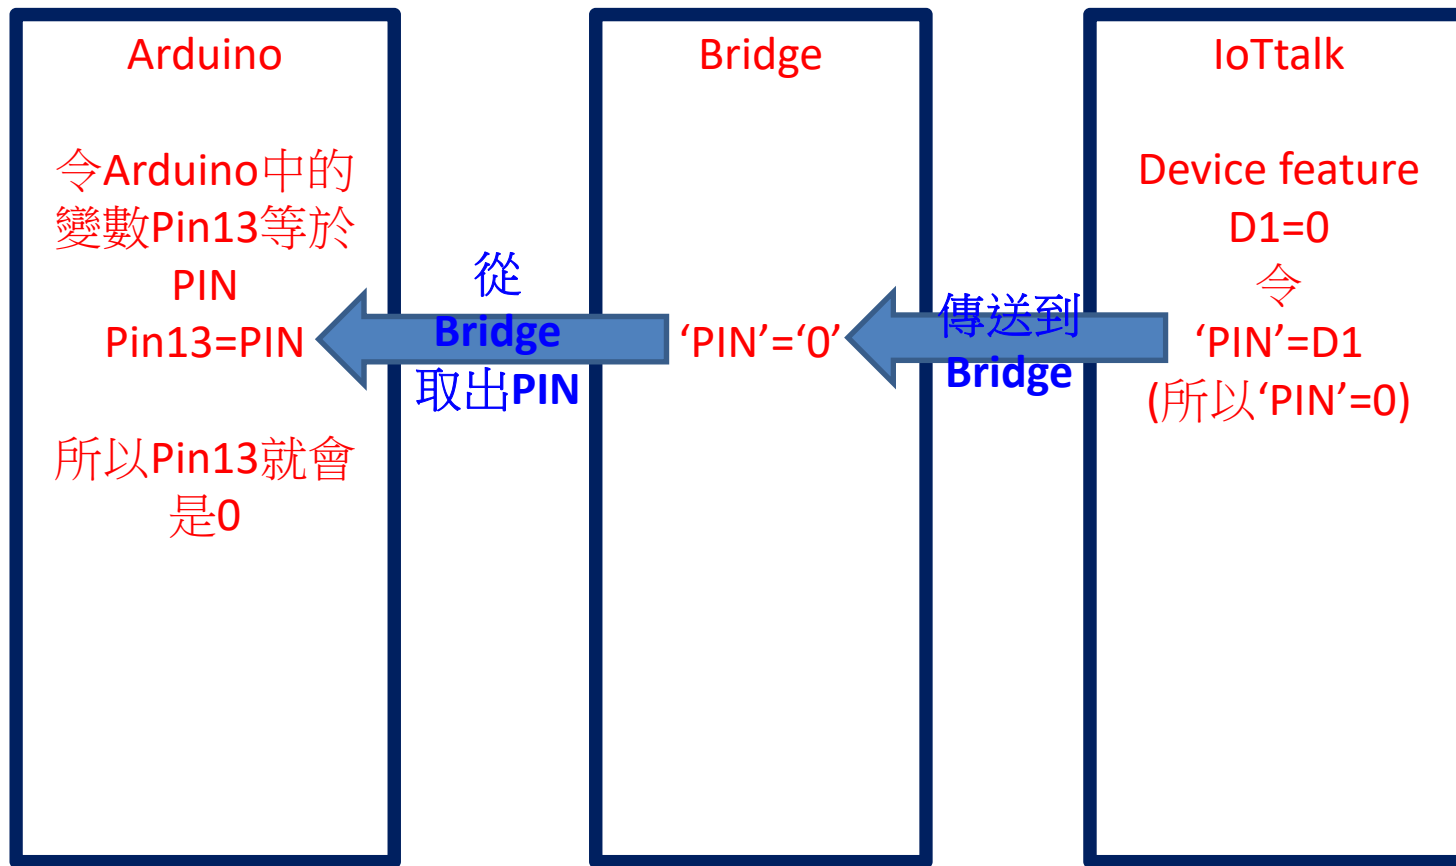 Arduino
令Arduino中的
變數Pin13等於
PIN
Pin13=PIN
所以Pin13就會
是0
從
Bridge
取出PIN
Bridge
‘PIN’=‘0’
傳送到
Bridge
IoTtalk
Device feature
D1=0
令
‘PIN’=D1
(所以‘PIN’=0)